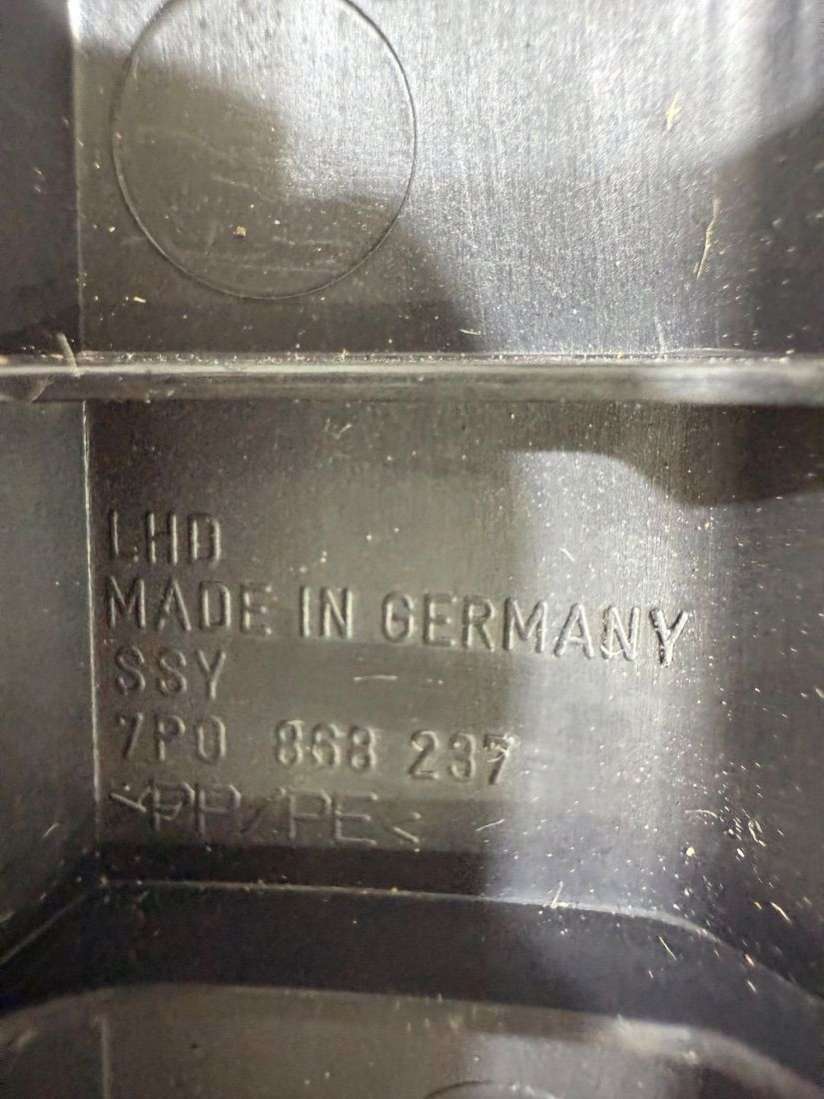 LHD
MADE IN GERMANY
SSY
7P0 868 237
>PP/PE<